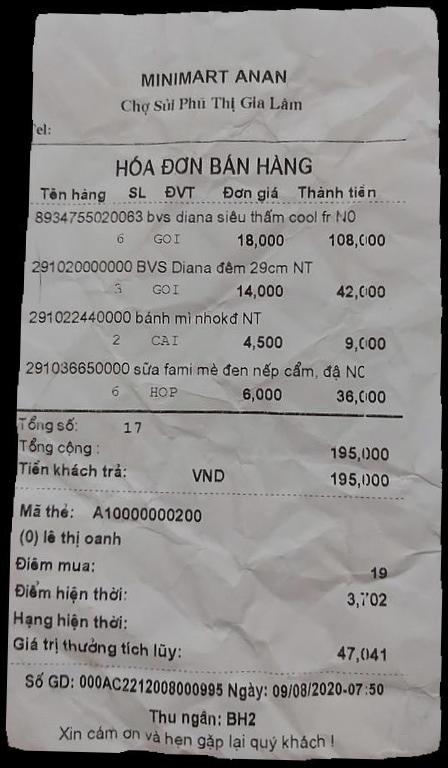 MINIMART ANAN
Chợ Sủi Phú Thị Gia Lâm
el:
HÓA ĐƠN BÁN HÀNG
Tên hàng SL ĐVT Đơn giá Thành tiền
8934755020063 bvs diana siêu thấm cool fr NO
6 GOI 18,000 108,000
291020000000 BVS Diana đêm 29cm NT
3 GOI 14,000 42,000
291022440000 bánh mì nhokđ NT
2 CAI 4,500 9,000
291036650000 sữa fami mè đen nếp cẩm, đậ NC
6 HOP 6,000 36,000
Tổng số: 17
Tổng cộng : 195,000
Tiền khách trả: VND 195,000
Mã thẻ: A10000000200
(0) lê thị oanh
Điểm mua: 19
Điểm hiện thời: 3,702
Hạng hiện thời:
Giá trị thưởng tích lũy: 47,041
Số GD: 000AC2212008000995 Ngày: 09/08/2020-07:50
Thu ngân: BH2
Xin cám ơn và hẹn gặp lại quý khách !